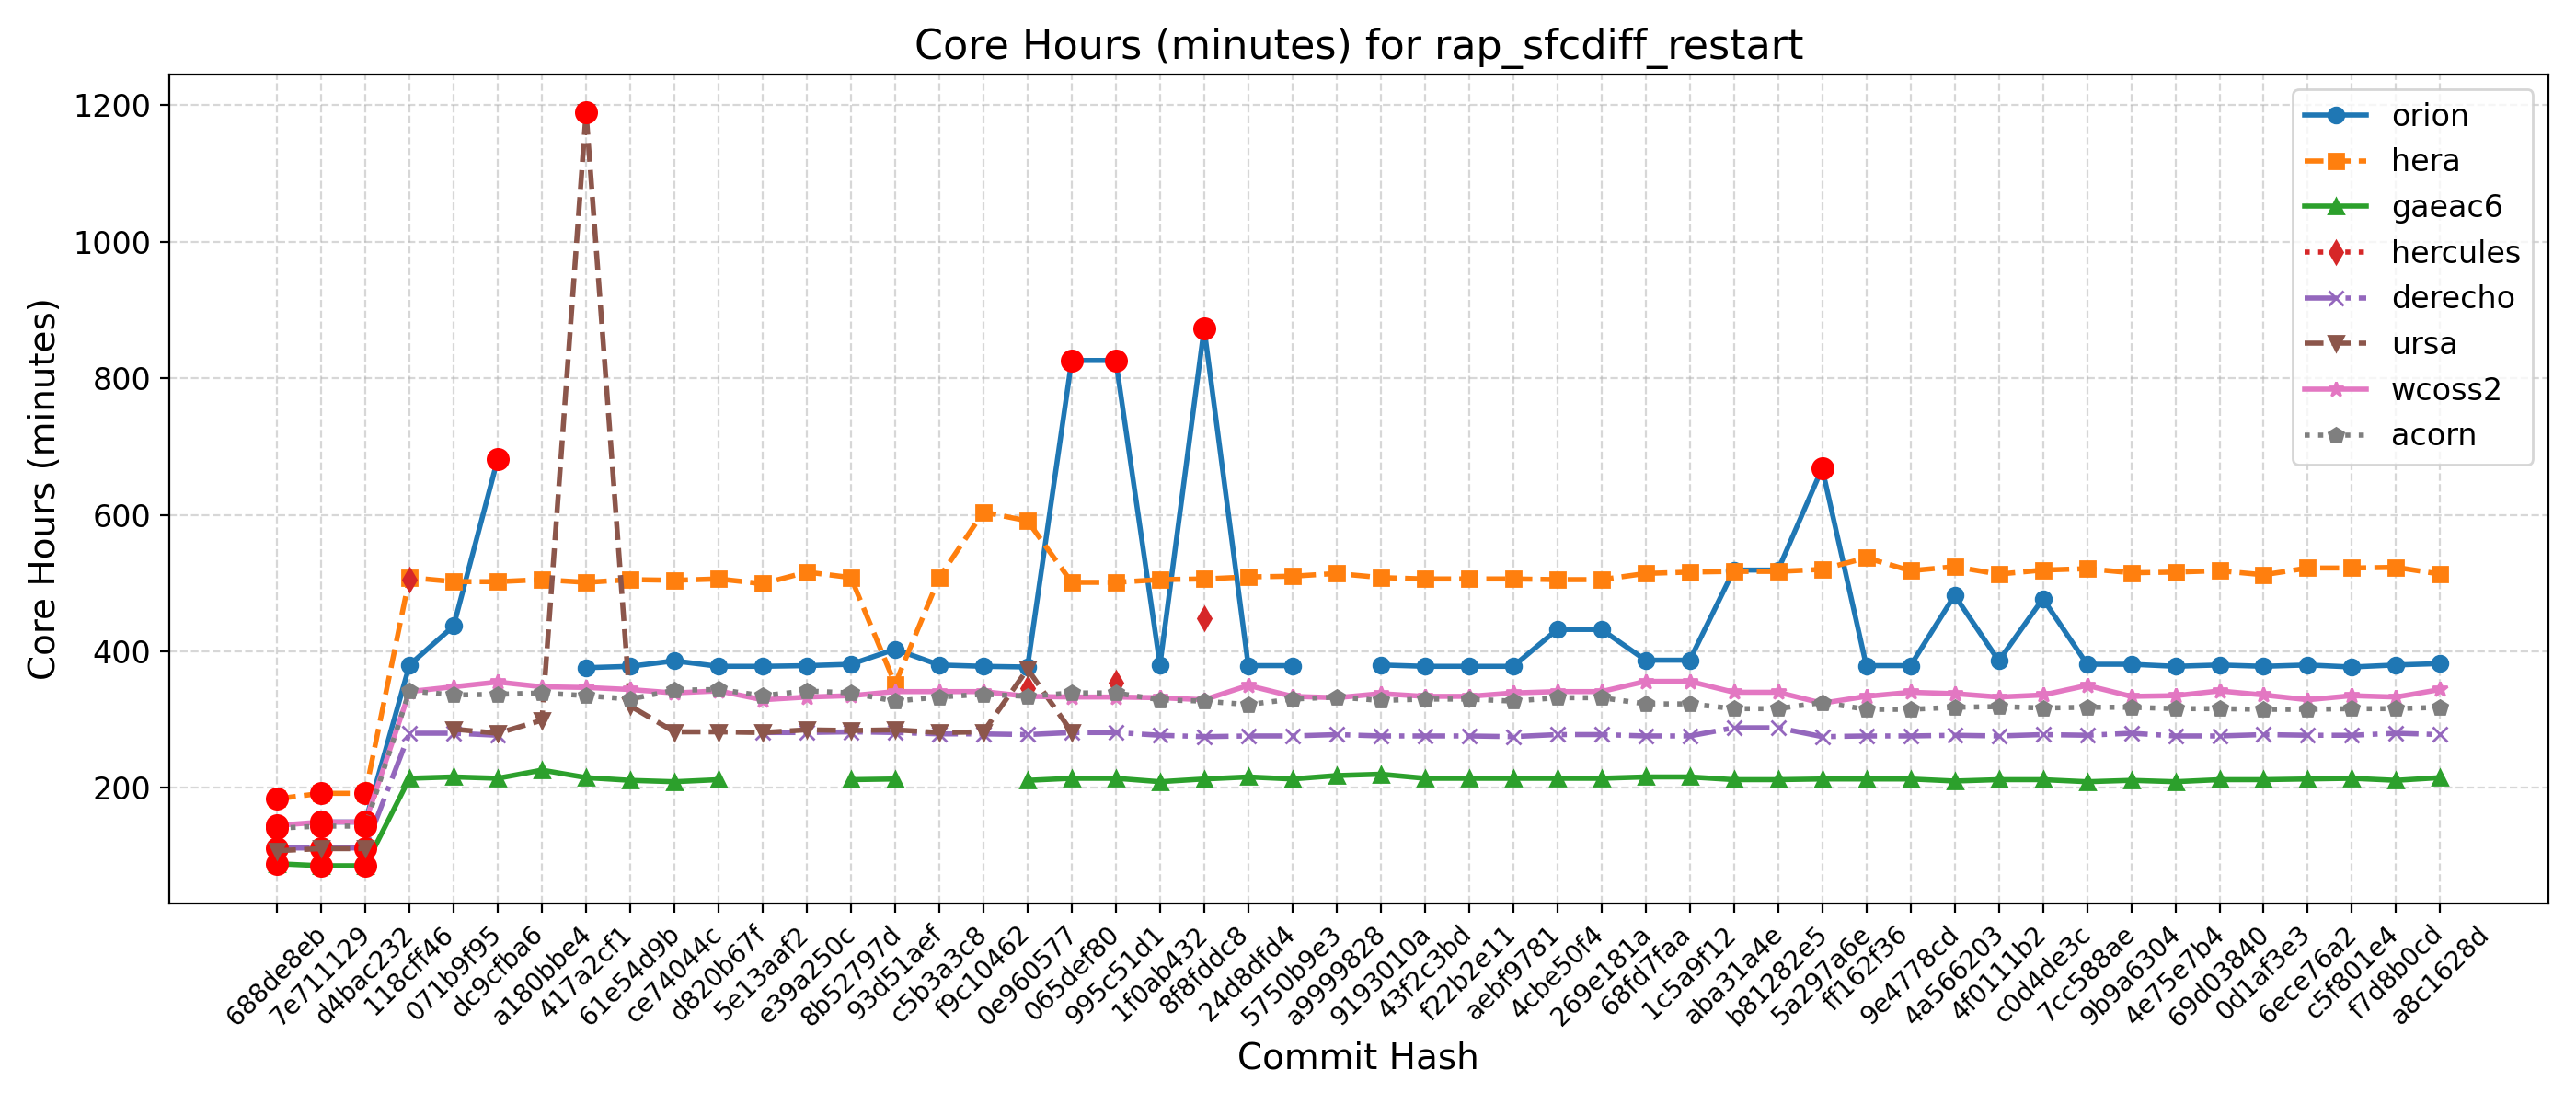 Core Hours (minutes) for rap_sfcdiff_restart
Core Hours (minutes)
1200
1000
800
600
400
200
orion
hera
gaeac6
hercules
derecho
ursa
wcoss2
acorn
688de8eb
7e711129
d4bac232
118cff46
071b9f95
dc9cfba6
a180bbe4
417a2cf1
61e54d9b
ce74044c
d820b67f
5e13aaf2
e39a250c
8b52797d
93d51aef
c5b3a3c8
f9c10462
0e960577
065def80
995c51d1
1f0ab432
8f8fddc8
24d8dfd4
5750b9e3
a9999828
9193010a
43f2c3bd
f22b2e11
aebf9781
4cbe50f4
269e181a
68fd7faa
1c5a9f12
aba31a4e
b81282e5
5a297a6e
ff162f36
9e4778cd
4a566203
4f0111b2
c0d4de3c
7cc588ae
9b9a6304
4e75e7b4
69d03840
0d1af3e3
6ece76a2
c5f801e4
f7d8b0cd
a8c1628d
Commit Hash